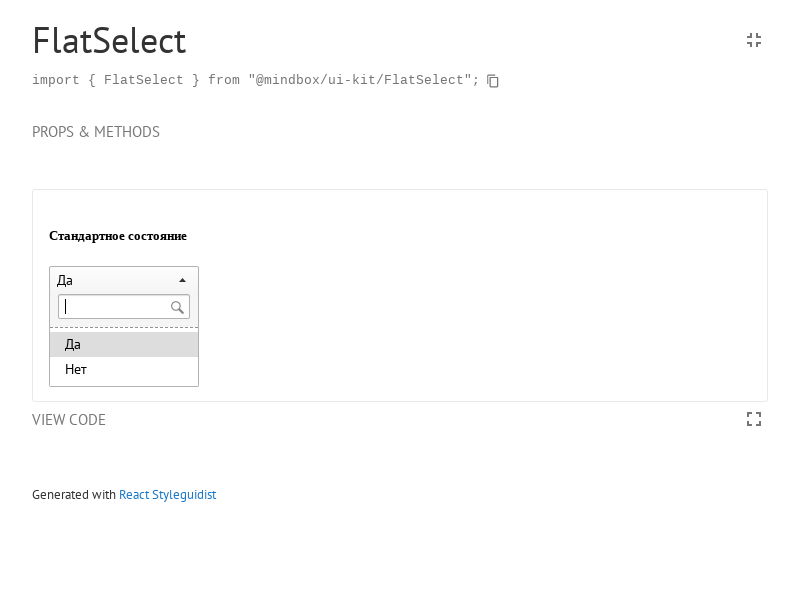 FlatSelect
import { FlatSelect } from "@mindbox/ui-kit/FlatSelect";
PROPS & METHODS
Стандартное состояние
Да
Да
Нет
VIEW CODE
Generated with React Styleguidist